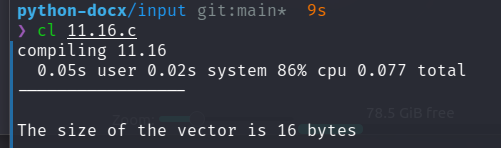 python-docx/input git:main* 9s
❯ cl 11.16.c
compiling 11.16
0.05s user 0.02s system 86% cpu 0.077 total
-----------------
78.5 GiB free
The size of the vector is 16 bytes